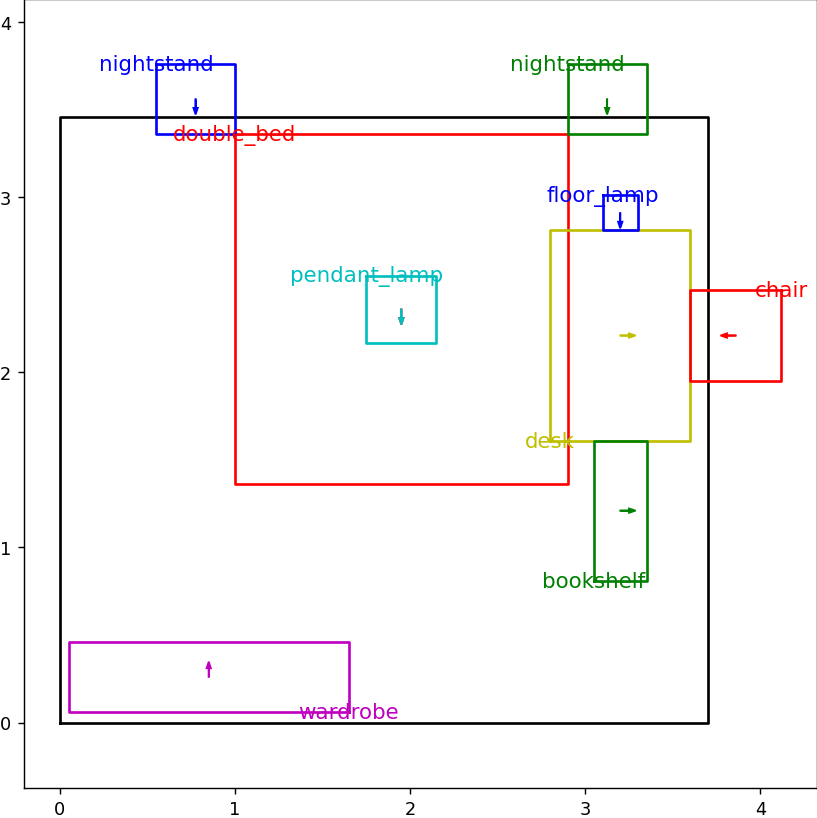 4
nightstand
nightstand
double_bed
3
floor_lamp
pendant_lamp
chair
2
desk
1
bookshelf
wardrobe
0
0 1 2 3 4